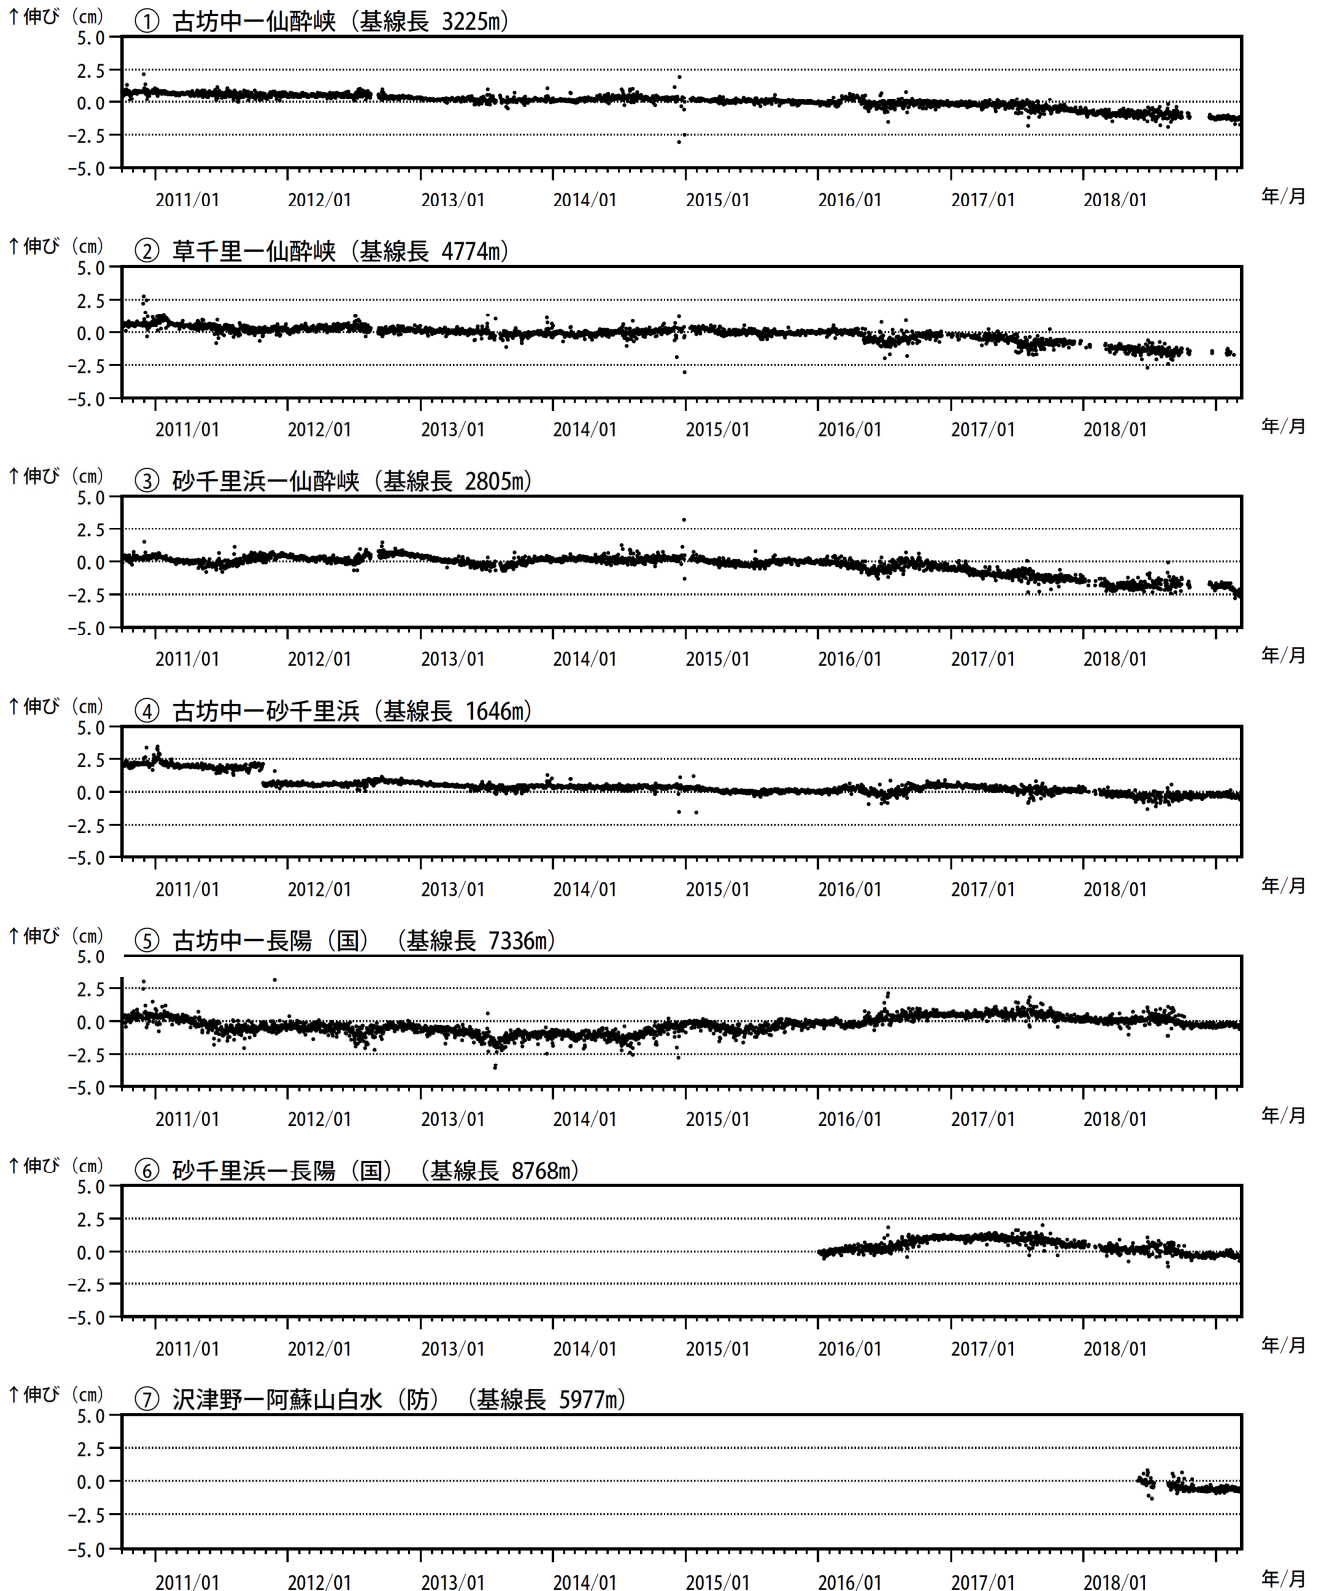 ↑伸び（cm） ① 古坊中ー仙酔峡（基線長 3225m）
5.0
2.5
0.0
−2.5
−5.0
2011/01 2012/01 2013/01 2014/01 2015/01 2016/01 2017/01 2018/01 年/月
↑伸び（cm） ② 草千里ー仙酔峡（基線長 4774m）
5.0
2.5
0.0
−2.5
−5.0
2011/01 2012/01 2013/01 2014/01 2015/01 2016/01 2017/01 2018/01 年/月
↑伸び（cm） ③ 砂千里浜ー仙酔峡（基線長 2805m）
5.0
2.5
0.0
−2.5
−5.0
2011/01 2012/01 2013/01 2014/01 2015/01 2016/01 2017/01 2018/01 年/月
↑伸び（cm） ④ 古坊中ー砂千里浜（基線長 1646m）
5.0
2.5
0.0
−2.5
−5.0
2011/01 2012/01 2013/01 2014/01 2015/01 2016/01 2017/01 2018/01 年/月
↑伸び（cm） ⑤ 古坊中ー長陽（国）（基線長 7336m）
5.0
2.5
0.0
−2.5
−5.0
2011/01 2012/01 2013/01 2014/01 2015/01 2016/01 2017/01 2018/01 年/月
↑伸び（cm） ⑥ 砂千里浜ー長陽（国）（基線長 8768m）
5.0
2.5
0.0
−2.5
−5.0
2011/01 2012/01 2013/01 2014/01 2015/01 2016/01 2017/01 2018/01 年/月
↑伸び（cm） ⑦ 沢津野ー阿蘇山白水（防）（基線長 5977m）
5.0
2.5
0.0
−2.5
−5.0
2011/01 2012/01 2013/01 2014/01 2015/01 2016/01 2017/01 2018/01 年/月